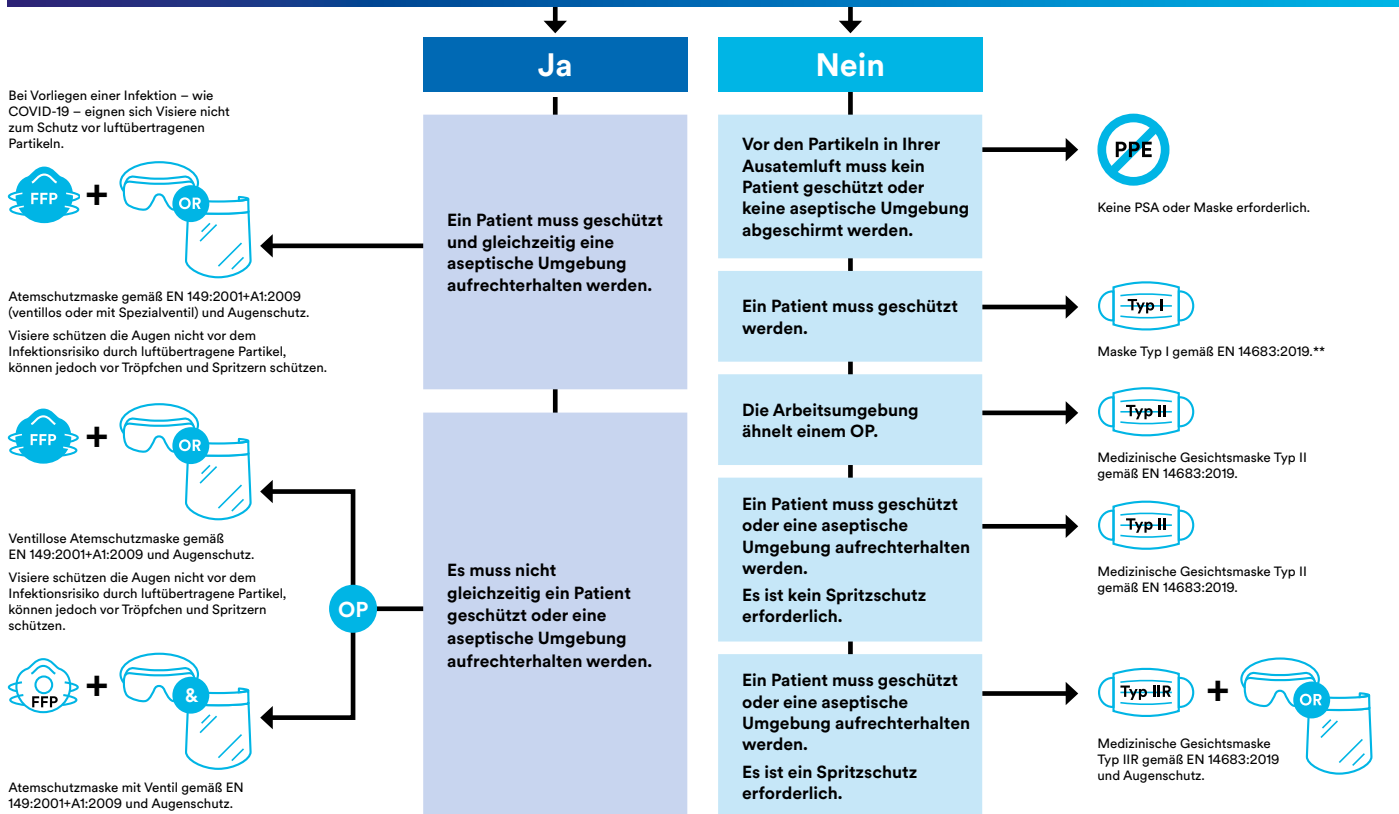 Ja
Bei Vorliegen einer Infektion – wie
COVID-19 – eignen sich Visiere nicht
zum Schutz vor luftübertragenen
Partikeln.
FFP
+
OR
Atemschutzmaske gemäß EN 149:2001+A1:2009
(ventillos oder mit Spezialventil) und Augenschutz.
Visiere schützen die Augen nicht vor dem
Infektionsrisiko durch luftübertragene Partikel,
können jedoch vor Tröpfchen und Spritzern schützen.
Ein Patient muss geschützt
und gleichzeitig eine
aseptische Umgebung
aufrechterhalten werden.
FFP
+
OR
Ventillose Atemschutzmaske gemäß
EN 149:2001+A1:2009 und Augenschutz.
Visiere schützen die Augen nicht vor dem
Infektionsrisiko durch luftübertragene Partikel,
können jedoch vor Tröpfchen und Spritzern
schützen.
OP
FFP
+
&
Atemschutzmaske mit Ventil gemäß EN
149:2001+A1:2009 und Augenschutz.
Es muss nicht
gleichzeitig ein Patient
geschützt oder eine
aseptische Umgebung
aufrechterhalten werden.
Nein
Vor den Partikeln in Ihrer
Ausatemluft muss kein
Patient geschützt oder
keine aseptische Umgebung
abgeschirmt werden.
PPE
Keine PSA oder Maske erforderlich.
Ein Patient muss geschützt
werden.
Typ I
Maske Typ I gemäß EN 14683:2019.**
Die Arbeitsumgebung
ähnelt einem OP.
Typ II
Medizinische Gesichtsmaske Typ II
gemäß EN 14683:2019.
Ein Patient muss geschützt
oder eine aseptische
Umgebung aufrechterhalten
werden.
Es ist kein Spritzschutz
erforderlich.
Typ II
Medizinische Gesichtsmaske Typ II
gemäß EN 14683:2019.
Ein Patient muss geschützt
oder eine aseptische
Umgebung aufrechterhalten
werden.
Es ist ein Spritzschutz
erforderlich.
Typ IIR
+
OR
Medizinische Gesichtsmaske
Typ IIR gemäß EN 14683:2019
und Augenschutz.